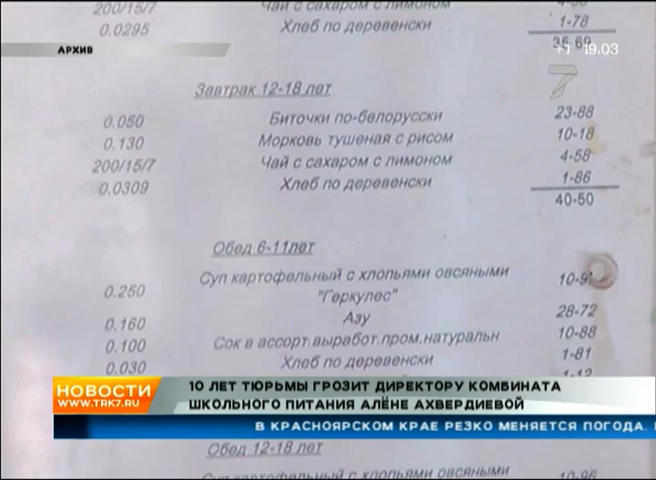 200/15/7 Чай с сахаром с лимоном
0.0295 Хлеб по деревенски 1-78
35-69
АРХИВ
+1 19.03
7
Завтрак 12-18 лет
0.050 Биточки по-белорусски 23-88
0.130 Морковь тушеная с рисом 10-18
200/15/7 Чай с сахаром с лимоном 4-58
0.0309 Хлеб по деревенски 1-86
40-50
Обед 6-11лет
0.250 Суп картофельный с хлопьями овсяными
"Геркулес"
0.160 Азу 28-72
0.100 Сок в ассорт.выработ.пром.натуральн 10-88
0.030 Хлеб по деревенски 1-81
НОВОСТИ
WWW.TRK7.RU
10 ЛЕТ ТЮРЬМЫ ГРОЗИТ ДИРЕКТОРУ КОМБИНАТА
ШКОЛЬНОГО ПИТАНИЯ АЛЁНЕ АХВЕРДИЕВОЙ
В КРАСНОЯРСКОМ КРАЕ РЕЗКО МЕНЯЕТСЯ ПОГОДА.
Обед 12-18 лет
Суп картофельный с хлопьями овсяными